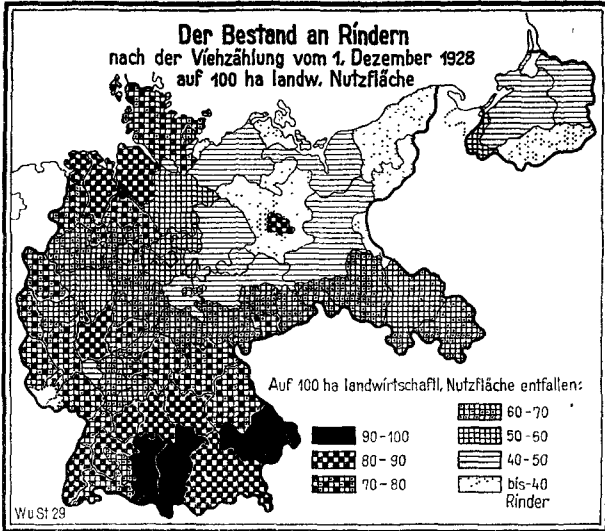 Der Bestand an Rindern
nach der Viehzählung vom 1. Dezember 1928
auf 100 ha landw. Nutzfläche
Auf 100 ha landwirtschaftl. Nutzfläche entfallen:
90-100
80-90
70-80
60-70
50-60
40-50
bis-40
Rinder
WuSt 29